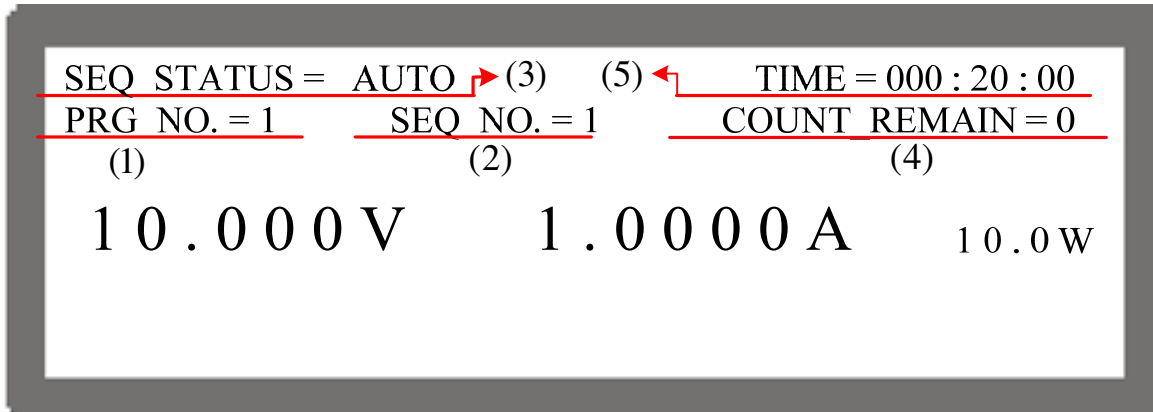 SEQ STATUS = AUTO (3) (5) TIME = 000 : 20 : 00
PRG NO. = 1 SEQ NO. = 1 COUNT_REMAIN = 0
(1) (2) (4)
10.000V 1.0000A 10.0W